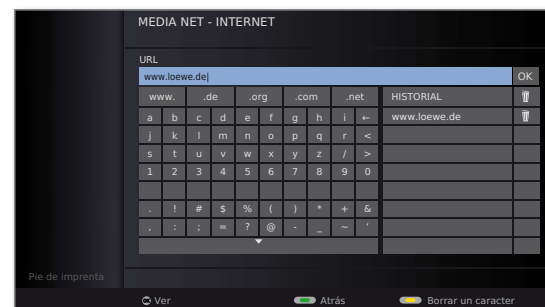 MEDIA NET - INTERNET
URL
www.loewe.de| OK
www. .de .org .com .net HISTORIAL
a b c d e f g h i ← www.loewe.de
j k l m n o p q r <
s t u v w x y z / >
1 2 3 4 5 6 7 8 9 0
. ! # $ % ( ) * + &
, : ; = ? @ - _ ~ '
Pie de imprenta
Ver Atrás Borrar un caracter